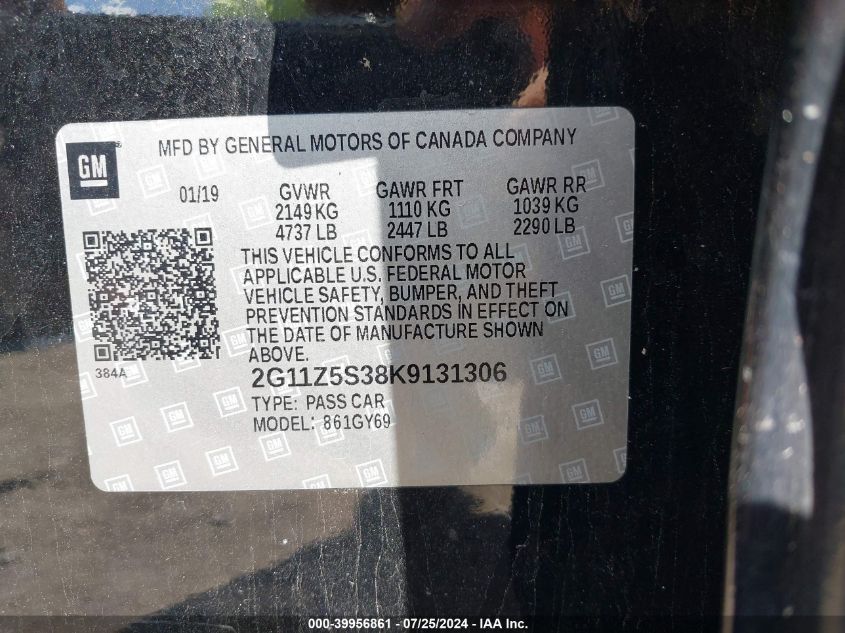 GM
MFD BY GENERAL MOTORS OF CANADA COMPANY
01/19 GVWR GAWR FRT GAWR RR
2149 KG 1110 KG 1039 KG
4737 LB 2447 LB 2290 LB
THIS VEHICLE CONFORMS TO ALL
APPLICABLE U.S. FEDERAL MOTOR
VEHICLE SAFETY, BUMPER, AND THEFT
PREVENTION STANDARDS IN EFFECT ON
THE DATE OF MANUFACTURE SHOWN
ABOVE.
384A
2G11Z5S38K9131306
TYPE: PASS CAR
MODEL: 861GY69
000-39956861 / 07/25/2024 - IAA Inc.